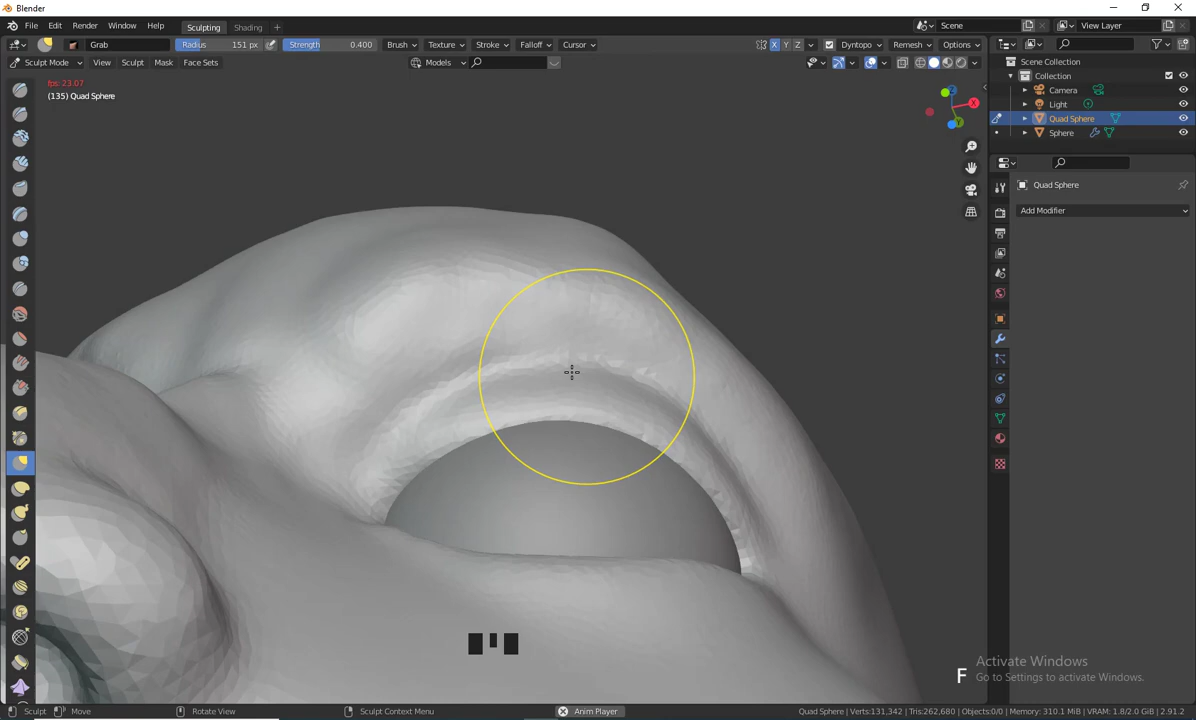 Blender
File Edit Render Window Help Sculpting Shading + Scene View Layer
Grab Radius 151 px Strength 0.400 Brush Texture Stroke Falloff Cursor X Y Z Dyntopo Remesh Options
Sculpt Mode View Sculpt Mask Face Sets Models
fps: 23.07
(135) Quad Sphere
X
Y
Z
Scene Collection
Collection
Camera
Light
Quad Sphere
Sphere
Quad Sphere
Add Modifier
F
Activate Windows
Go to Settings to activate Windows.
Sculpt Move Rotate View Sculpt Context Menu Anim Player Quad Sphere | Verts:131,342 | Tris:262,680 | Objects:0/0 | Memory: 310.1 MiB | VRAM: 1.8/2.0 GiB | 2.91.2